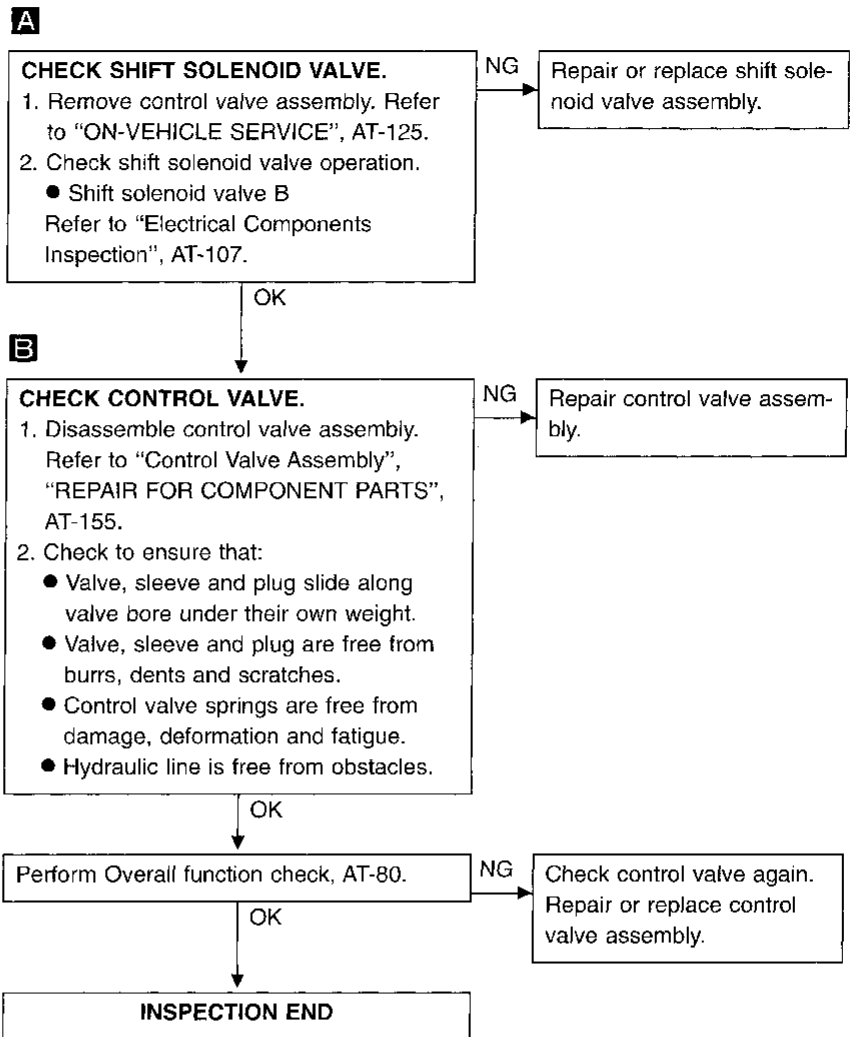 A
CHECK SHIFT SOLENOID VALVE.
1. Remove control valve assembly. Refer
to “ON-VEHICLE SERVICE”, AT-125.
2. Check shift solenoid valve operation.
● Shift solenoid valve B
Refer to “Electrical Components
Inspection”, AT-107.
NG
Repair or replace shift sole-
noid valve assembly.
OK
B
CHECK CONTROL VALVE.
1. Disassemble control valve assembly.
Refer to “Control Valve Assembly”,
“REPAIR FOR COMPONENT PARTS”,
AT-155.
2. Check to ensure that:
● Valve, sleeve and plug slide along
valve bore under their own weight.
● Valve, sleeve and plug are free from
burrs, dents and scratches.
● Control valve springs are free from
damage, deformation and fatigue.
● Hydraulic line is free from obstacles.
NG
Repair control valve assem-
bly.
OK
Perform Overall function check, AT-80.
NG
Check control valve again.
Repair or replace control
valve assembly.
OK
INSPECTION END